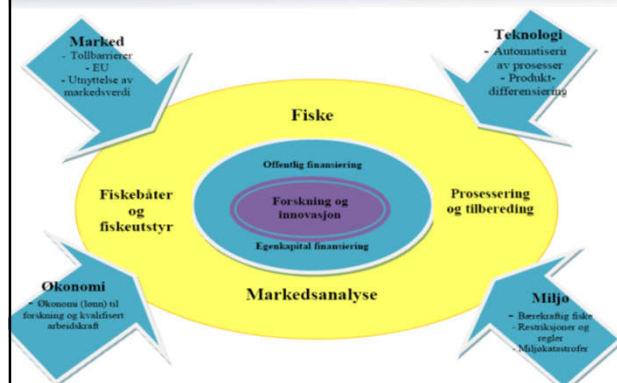 Marked
- Tollbarrierer
- EU
- Utnyttelse av
markedsverdi
Teknologi
- Automatiserin
av prosesser
- Produkt-
differensiering
Fiske
Offentlig finansiering
Fiskebåter
og
fiskeutstyr
Forskning og
innovasjon
Prosessering
og tilbereding
Egenkapital finansiering
Markedsanalyse
Økonomi
- Økonomi (lønn) til
forskning og kvalifisert
arbeidskraft
Miljø
- Bærekraftig fiske
- Restriksjoner og
regler
- Miljøkatastrofer